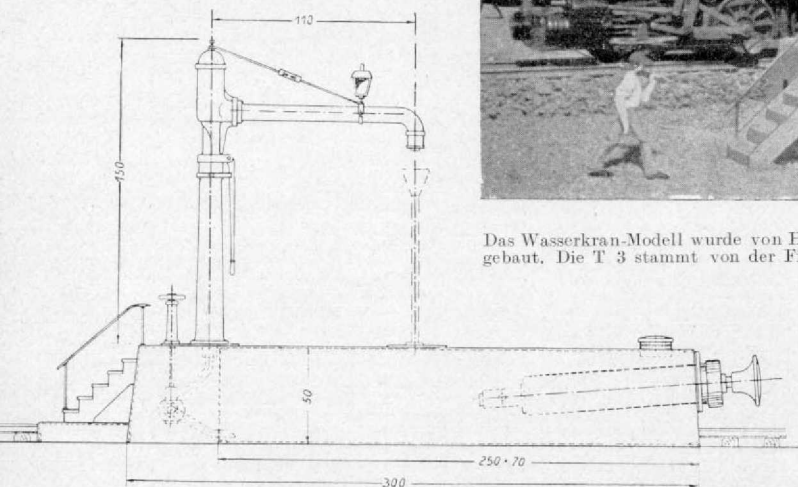 110
150
Das Wasserkran-Modell wurde von
gebaut. Die T 3 stammt von der
50
250·70
300